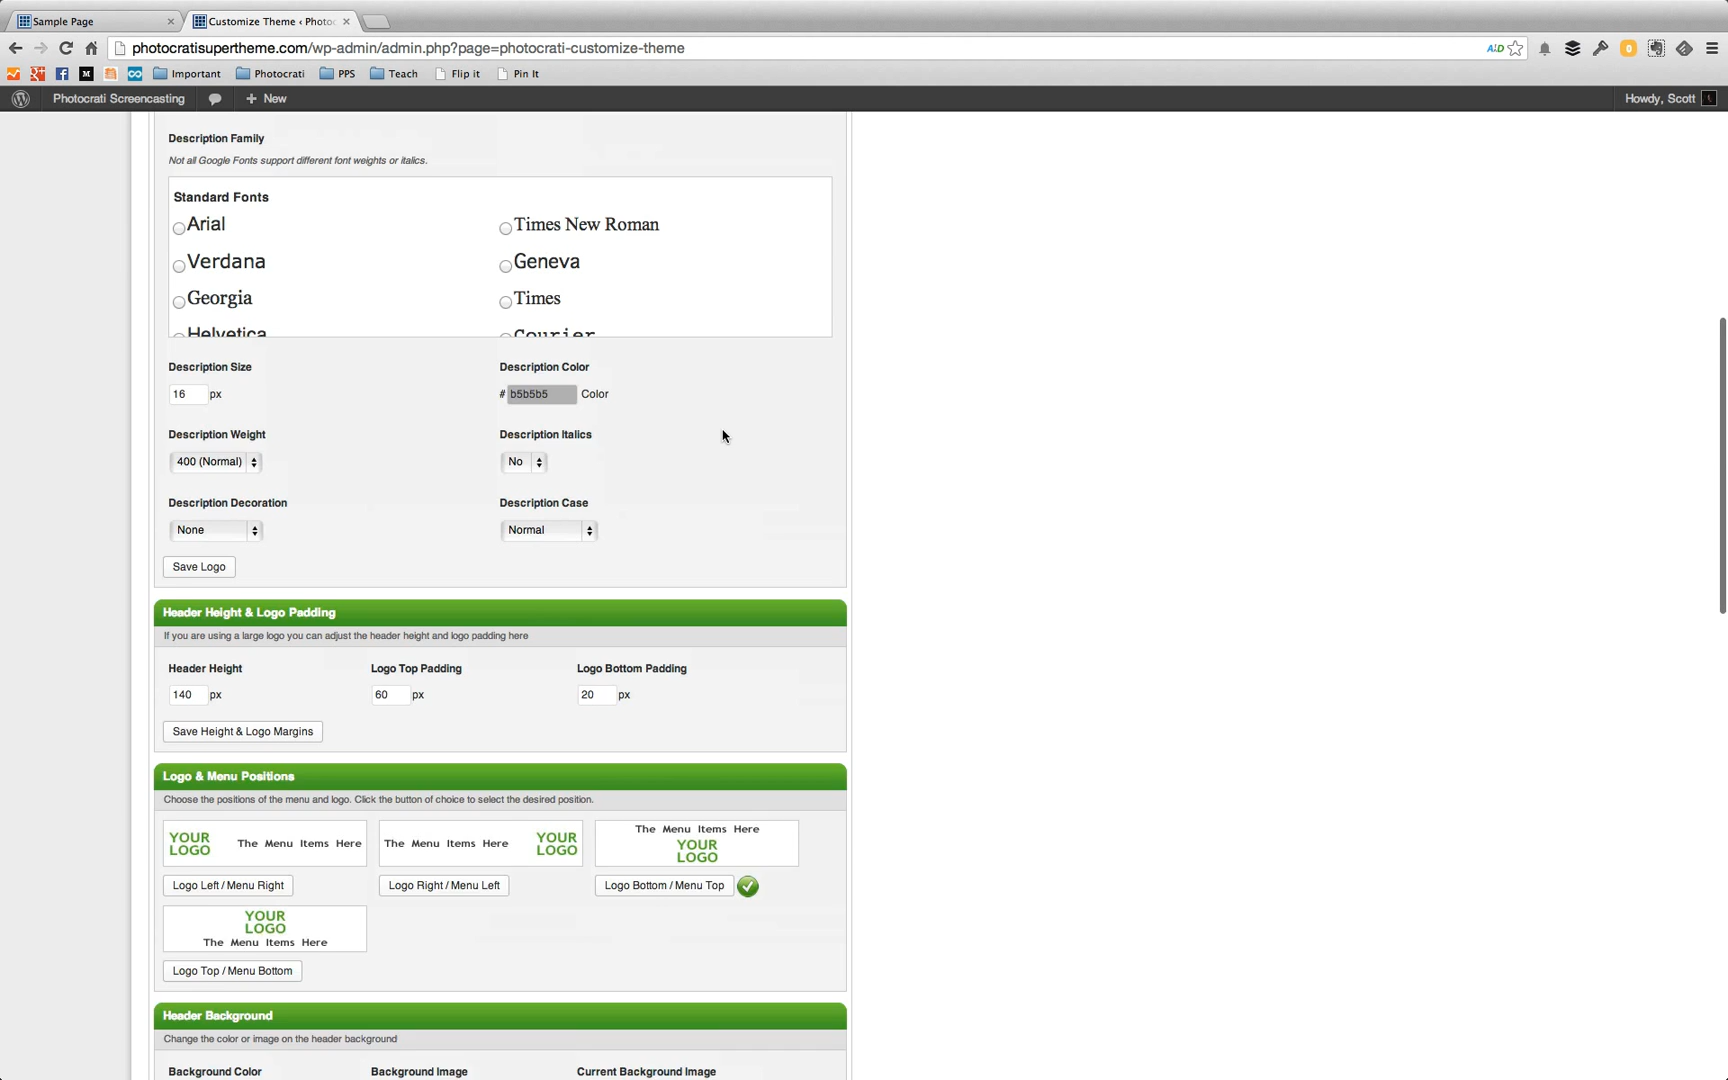 Sample Page
Customize Theme ‹ Photoc
photocratisupertheme.com/wp-admin/admin.php?page=photocrati-customize-theme
Important
Photocrati
PPS
Teach
Flip it
Pin It
Photocrati Screencasting
+ New
Howdy, Scott
Description Family
Not all Google Fonts support different font weights or italics.
Standard Fonts
Arial
Times New Roman
Verdana
Geneva
Georgia
Times
Helvetica
Courier
Description Size
Description Color
16 px
# b5b5b5 Color
Description Weight
Description Italics
400 (Normal)
No
Description Decoration
Description Case
None
Normal
Save Logo
Header Height & Logo Padding
If you are using a large logo you can adjust the header height and logo padding here
Header Height
Logo Top Padding
Logo Bottom Padding
140 px
60 px
20 px
Save Height & Logo Margins
Logo & Menu Positions
Choose the positions of the menu and logo. Click the button of choice to select the desired position.
YOUR
LOGO
The Menu Items Here
The Menu Items Here
YOUR
LOGO
The Menu Items Here
YOUR
LOGO
Logo Left / Menu Right
Logo Right / Menu Left
Logo Bottom / Menu Top
YOUR
LOGO
The Menu Items Here
Logo Top / Menu Bottom
Header Background
Change the color or image on the header background
Background Color
Background Image
Current Background Image